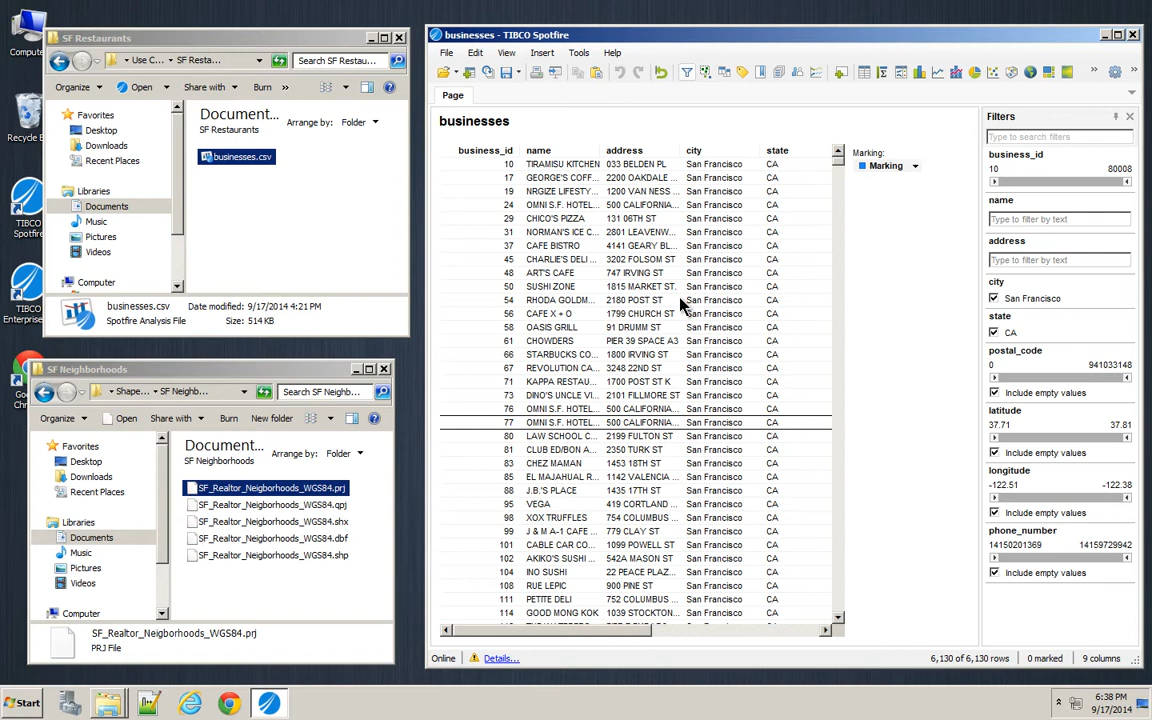 Compute
Recycle
TIBCO
Spotfire
TIBCO
Enterprise
Chr
SF Restaurants
Use C...
SF Resta...
Search SF Restau...
Organize
Open
Share with
Burn
»
Favorites
Desktop
Downloads
Recent Places
Libraries
Documents
Music
Pictures
Videos
Computer
Document...
SF Restaurants
Arrange by: Folder
businesses.csv
businesses.csv Date modified: 9/17/2014 4:21 PM
Spotfire Analysis File Size: 514 KB
SF Neighborhoods
Shape...
SF Neighb...
Search SF Neighb...
Organize
Open
Share with
Burn
New folder
Favorites
Desktop
Downloads
Recent Places
Libraries
Documents
Music
Pictures
Videos
Computer
Document...
SF Neighborhoods
Arrange by: Folder
SF_Realtor_Neigborhoods_WGS84.prj
SF_Realtor_Neigborhoods_WGS84.qpj
SF_Realtor_Neigborhoods_WGS84.shx
SF_Realtor_Neigborhoods_WGS84.dbf
SF_Realtor_Neigborhoods_WGS84.shp
SF_Realtor_Neigborhoods_WGS84.prj
PRJ File
businesses - TIBCO Spotfire
File Edit View Insert Tools Help
Page
businesses
business_id name address city state
10 TIRAMISU KITCHEN 033 BELDEN PL San Francisco CA
17 GEORGE'S COFF... 2200 OAKDALE ... San Francisco CA
19 NRGIZE LIFESTY... 1200 VAN NESS ... San Francisco CA
24 OMNI S.F. HOTEL... 500 CALIFORNIA... San Francisco CA
29 CHICO'S PIZZA 131 06TH ST San Francisco CA
31 NORMAN'S ICE C... 2801 LEAVENW... San Francisco CA
37 CAFE BISTRO 4141 GEARY BL... San Francisco CA
45 CHARLIE'S DELI ... 3202 FOLSOM ST San Francisco CA
48 ART'S CAFE 747 IRVING ST San Francisco CA
50 SUSHI ZONE 1815 MARKET ST. San Francisco CA
54 RHODA GOLDM... 2180 POST ST San Francisco CA
56 CAFE X + O 1799 CHURCH ST San Francisco CA
58 OASIS GRILL 91 DRUMM ST San Francisco CA
61 CHOWDERS PIER 39 SPACE A3 San Francisco CA
66 STARBUCKS CO... 1800 IRVING ST San Francisco CA
67 REVOLUTION CA... 3248 22ND ST San Francisco CA
71 KAPPA RESTAU... 1700 POST ST K San Francisco CA
73 DINO'S UNCLE VI... 2101 FILLMORE ST San Francisco CA
76 OMNI S.F. HOTEL... 500 CALIFORNIA... San Francisco CA
77 OMNI S.F. HOTEL... 500 CALIFORNIA... San Francisco CA
80 LAW SCHOOL C... 2199 FULTON ST San Francisco CA
81 CLUB ED/BON A... 2350 TURK ST San Francisco CA
83 CHEZ MAMAN 1453 18TH ST San Francisco CA
85 EL MAJAHUAL R... 1142 VALENCIA ... San Francisco CA
88 J.B.'S PLACE 1435 17TH ST San Francisco CA
95 VEGA 419 CORTLAND ... San Francisco CA
98 XOX TRUFFLES 754 COLUMBUS ... San Francisco CA
99 J & M A-1 CAFE ... 779 CLAY ST San Francisco CA
101 CABLE CAR CO... 1099 POWELL ST San Francisco CA
102 AKIKO'S SUSHI ... 542A MASON ST San Francisco CA
104 INO SUSHI 22 PEACE PLAZ... San Francisco CA
108 RUE LEPIC 900 PINE ST San Francisco CA
111 PETITE DELI 752 COLUMBUS ... San Francisco CA
114 GOOD MONG KOK 1039 STOCKTON... San Francisco CA
Marking:
Marking
Filters
Type to search filters
business_id
10 80008
name
Type to filter by text
address
Type to filter by text
city
San Francisco
state
CA
postal_code
0 941033148
Include empty values
latitude
37.71 37.81
Include empty values
longitude
-122.51 -122.38
Include empty values
phone_number
14150201369 14159729942
Include empty values
Online Details... 6,130 of 6,130 rows 0 marked 9 columns
Start
6:38 PM
9/17/2014